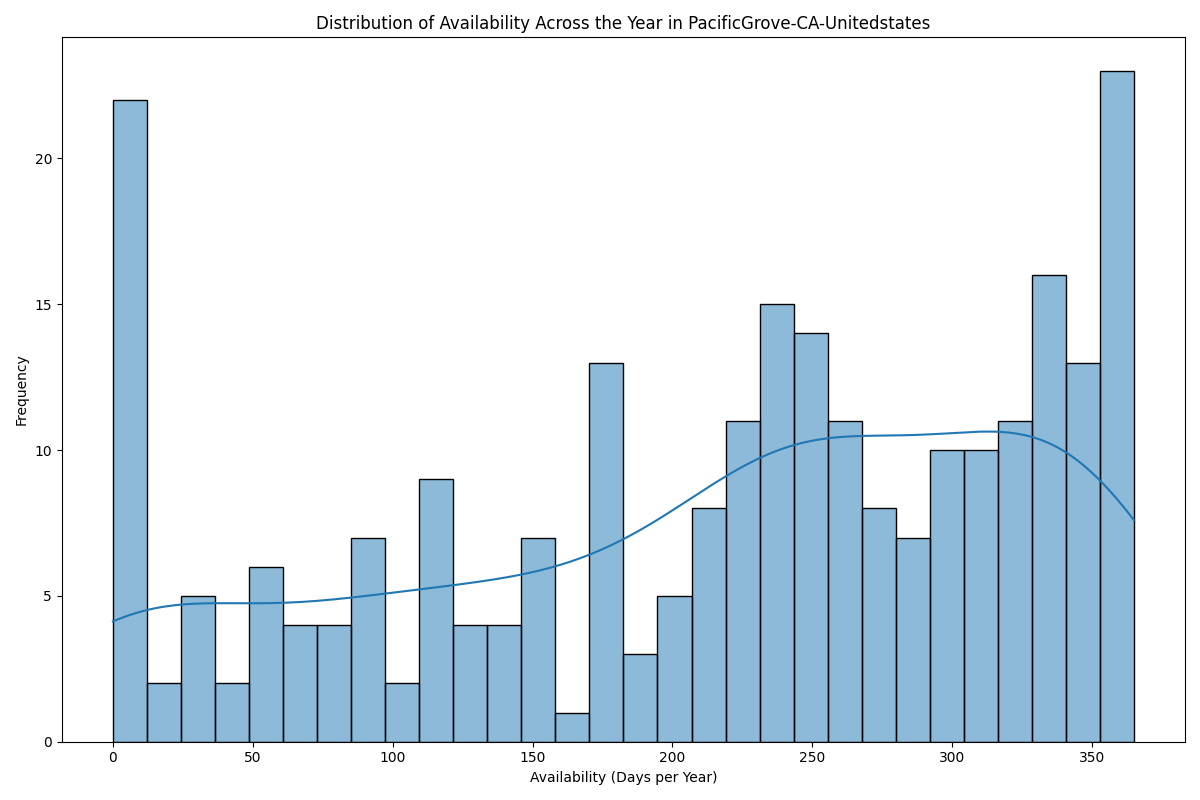 Distribution of Availability Across the Year in PacificGrove-CA-Unitedstates
Frequency
20
15
10
5
0
0 50 100 150 200 250 300 350
Availability (Days per Year)